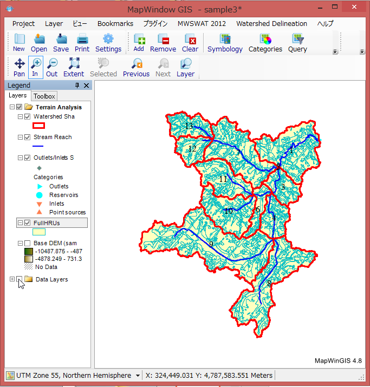 MapWindow GIS - sample3*
Project Layer ビュー Bookmarks プラグイン MWSWAT 2012 Watershed Delineation ヘルプ
New Open Save Print Settings Add Remove Clear Symbology Categories Query
Pan In Out Extent Selected Previous Next Layer
Legend
Layers Toolbox
Terrain Analysis
Watershed Sha
Stream Reach
Outlets/Inlets S
Categories
Outlets
Reservoirs
Inlets
Point sources
FullHRUs
Base DEM (sam
-10487.876 - -487
-4878.249 - 731.3
No Data
Data Layers
13
12
11
3
10
6
9
8
MapWinGIS 4.8
UTM Zone 55, Northern Hemisphere X: 324,449.031 Y: 4,787,583.551 Meters